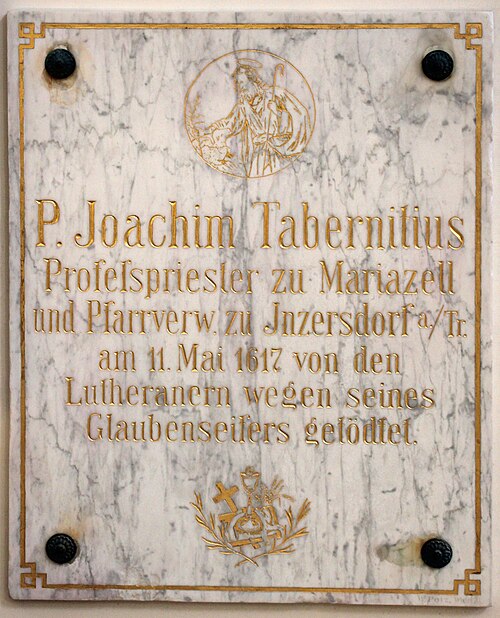 P. Joachim Tabernitius
Profeſspriester zu Mariazell
und Pfarrverw. zu Jnzersdorf a/Tr.
am 11. Mai 1617 von den
Lutheranern wegen seines
Glaubenseifers getödtet.